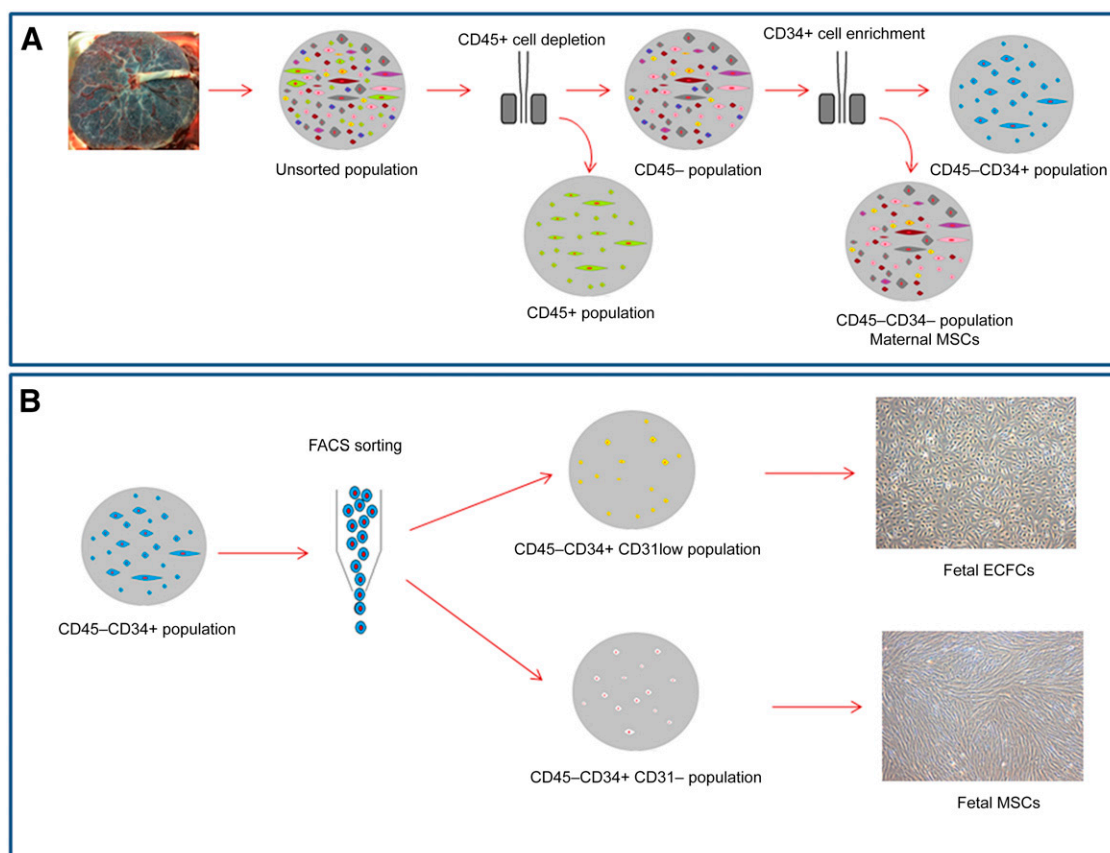 A
CD45+ cell depletion
CD34+ cell enrichment
Unsorted population
CD45– population
CD45–CD34+ population
CD45+ population
CD45–CD34– population
Maternal MSCs
B
FACS sorting
CD45–CD34+ population
CD45–CD34+ CD31low population
Fetal ECFCs
CD45–CD34+ CD31– population
Fetal MSCs